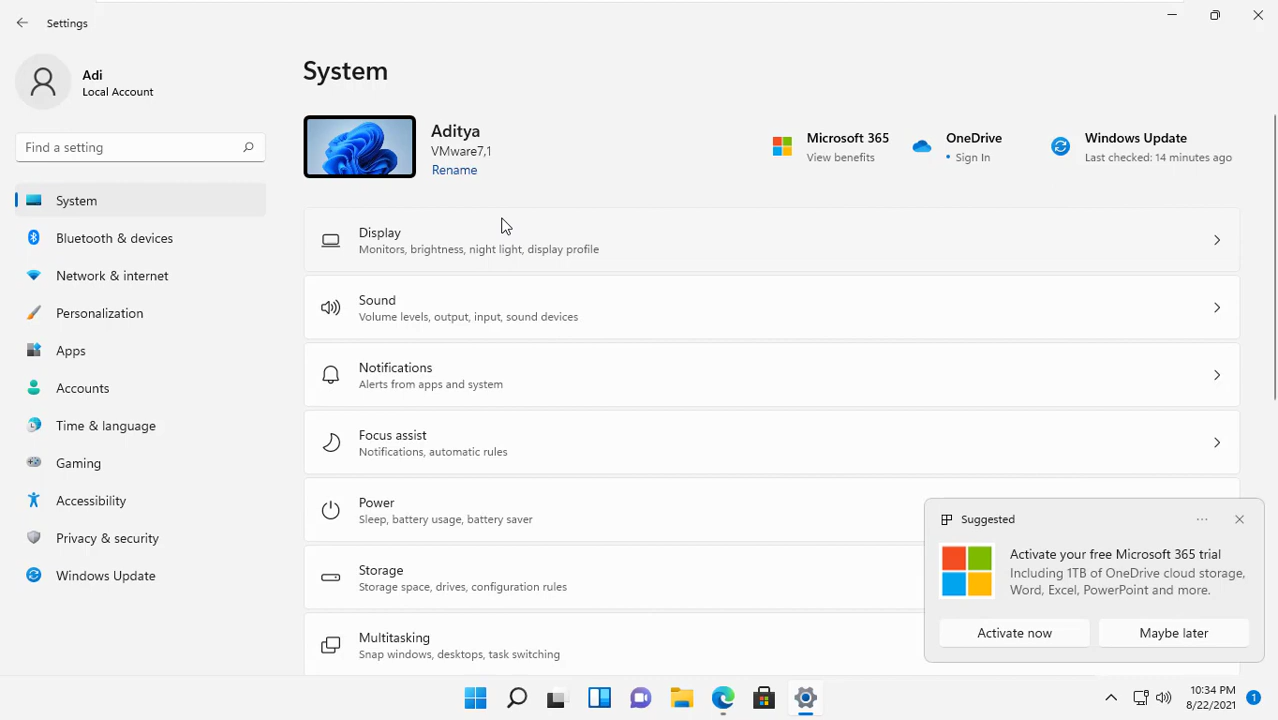 Settings
Adi
Local Account
Find a setting
System
Bluetooth & devices
Network & internet
Personalization
Apps
Accounts
Time & language
Gaming
Accessibility
Privacy & security
Windows Update
System
Aditya
VMware7,1
Rename
Microsoft 365
View benefits
OneDrive
• Sign In
Windows Update
Last checked: 14 minutes ago
Display
Monitors, brightness, night light, display profile
Sound
Volume levels, output, input, sound devices
Notifications
Alerts from apps and system
Focus assist
Notifications, automatic rules
Power
Sleep, battery usage, battery saver
Storage
Storage space, drives, configuration rules
Multitasking
Snap windows, desktops, task switching
Suggested
Activate your free Microsoft 365 trial
Including 1TB of OneDrive cloud storage,
Word, Excel, PowerPoint and more.
Activate now
Maybe later
10:34 PM
8/22/2021
1